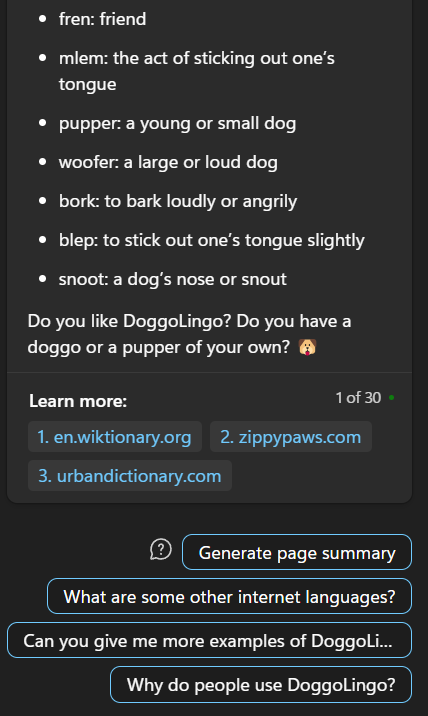 fren: friend
mlem: the act of sticking out one’s
tongue
pupper: a young or small dog
woofer: a large or loud dog
bork: to bark loudly or angrily
blep: to stick out one’s tongue slightly
snoot: a dog’s nose or snout
Do you like DoggoLingo? Do you have a
doggo or a pupper of your own? 🐶
Learn more:
1 of 30
1. en.wiktionary.org
2. zippypaws.com
3. urbandictionary.com
Generate page summary
What are some other internet languages?
Can you give me more examples of DoggoLi...
Why do people use DoggoLingo?